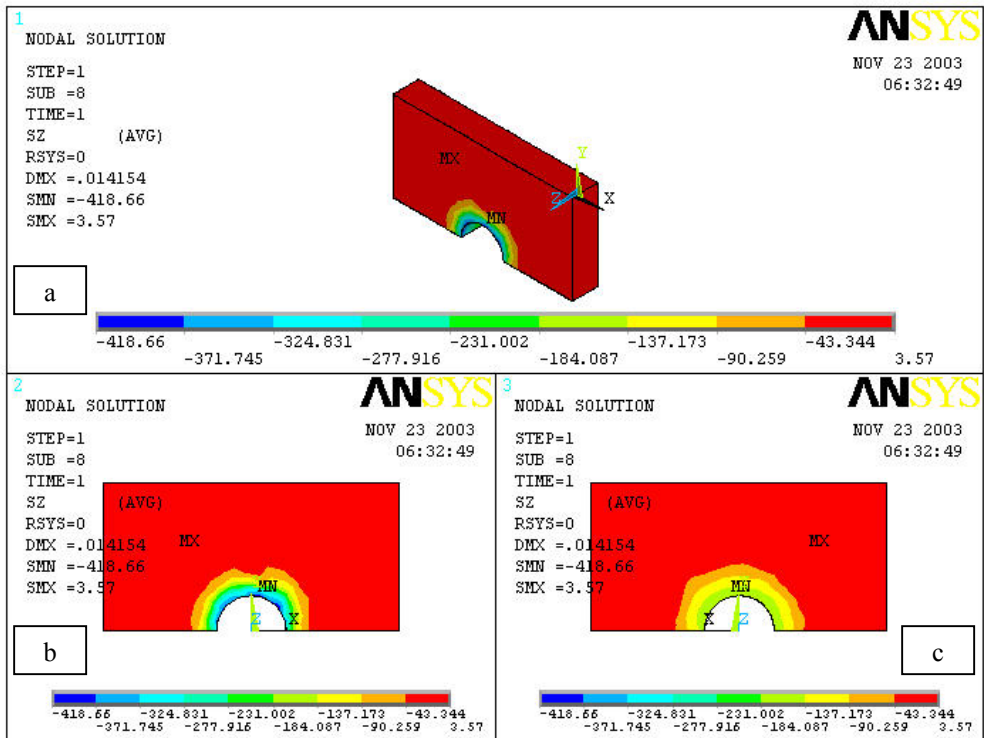 1
ANSYS
NODAL SOLUTION
NOV 23 2003
06:32:49
STEP=1
SUB =8
TIME=1
SZ (AVG)
RSYS=0
DMX =.014154
SMN =-418.66
SMX =3.57
MX
MN
Y
Z
X
a
-418.66 -324.831 -231.002 -137.173 -43.344
-371.745 -277.916 -184.087 -90.259 3.57
2
ANSYS
NODAL SOLUTION
NOV 23 2003
06:32:49
STEP=1
SUB =8
TIME=1
SZ (AVG)
RSYS=0
DMX =.014154
SMN =-418.66
SMX =3.57
MX
MN
Z
X
b
-418.66 -324.831 -231.002 -137.173 -43.344
-371.745 -277.916 -184.087 -90.259 3.57
3
ANSYS
NODAL SOLUTION
NOV 23 2003
06:32:49
STEP=1
SUB =8
TIME=1
SZ (AVG)
RSYS=0
DMX =.014154
SMN =-418.66
SMX =3.57
MX
MN
X
Z
c
-418.66 -324.831 -231.002 -137.173 -43.344
-371.745 -277.916 -184.087 -90.259 3.57